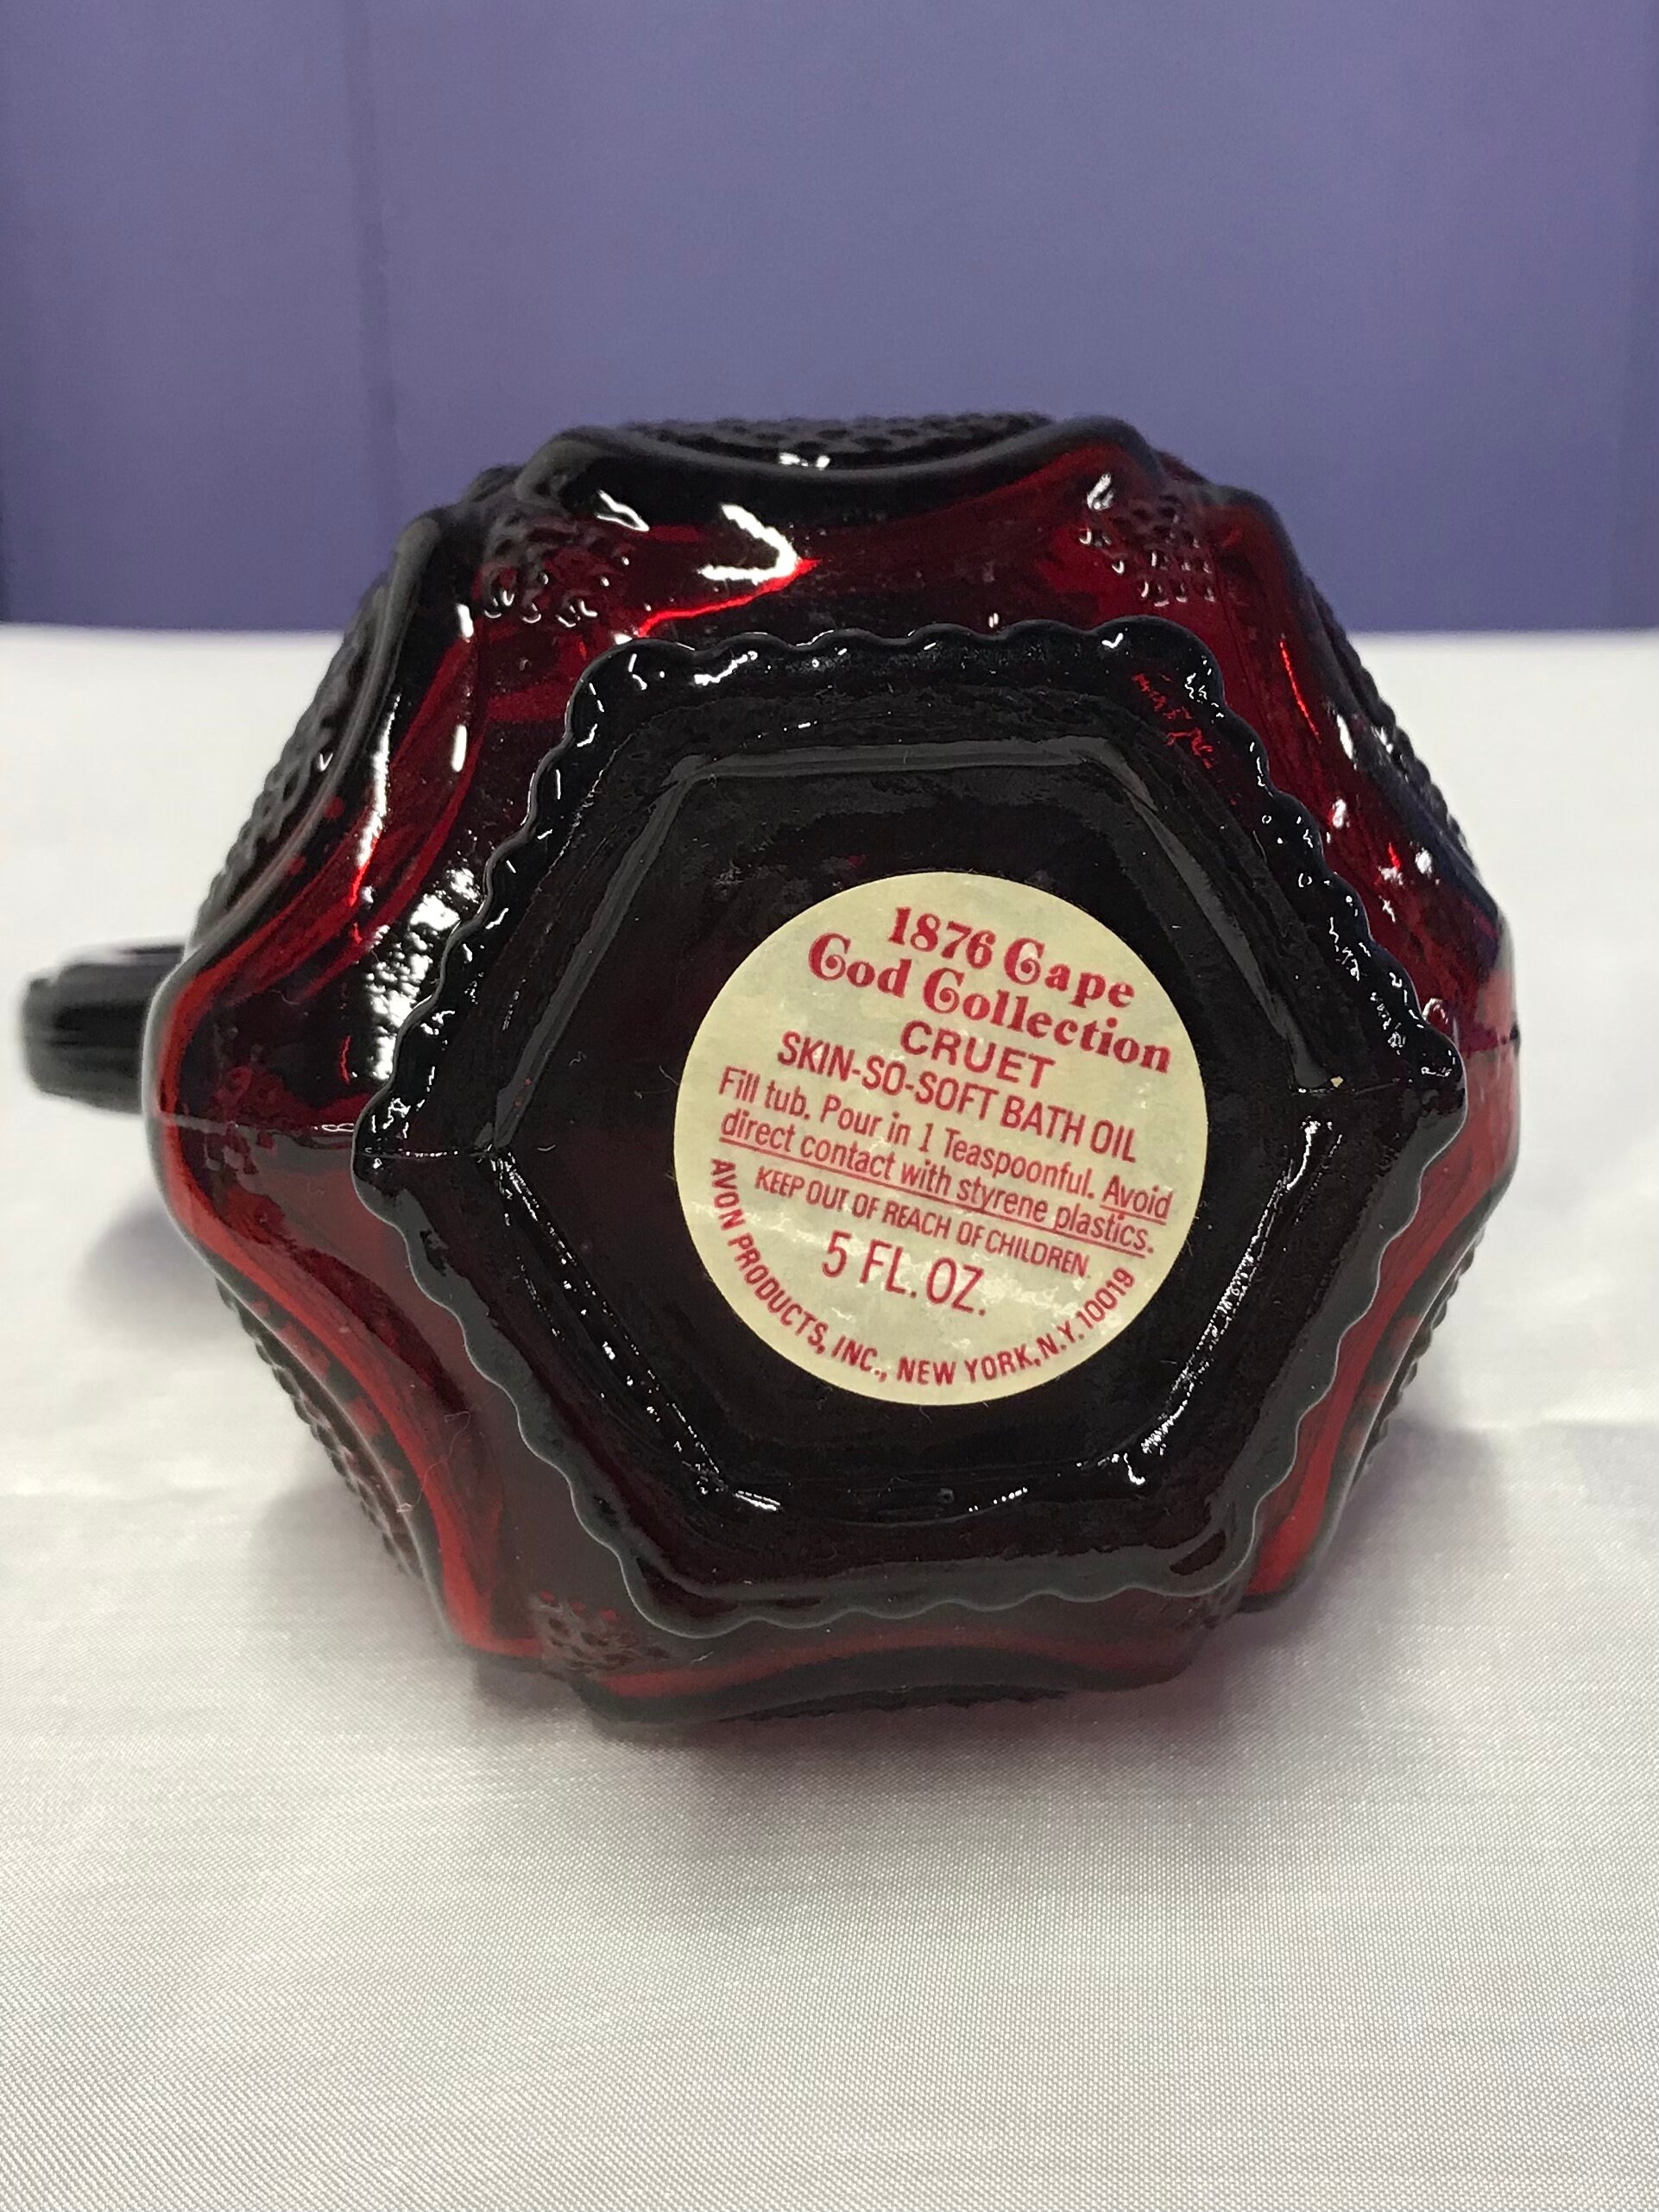 1876 Cape
Cod Collection
CRUET
SKIN-SO-SOFT BATH OIL
Fill tub. Pour in 1 Teaspoonful. Avoid
direct contact with styrene plastics.
KEEP OUT OF REACH OF CHILDREN.
5 FL. OZ.
AVON PRODUCTS, INC., NEW YORK, N.Y. 10019